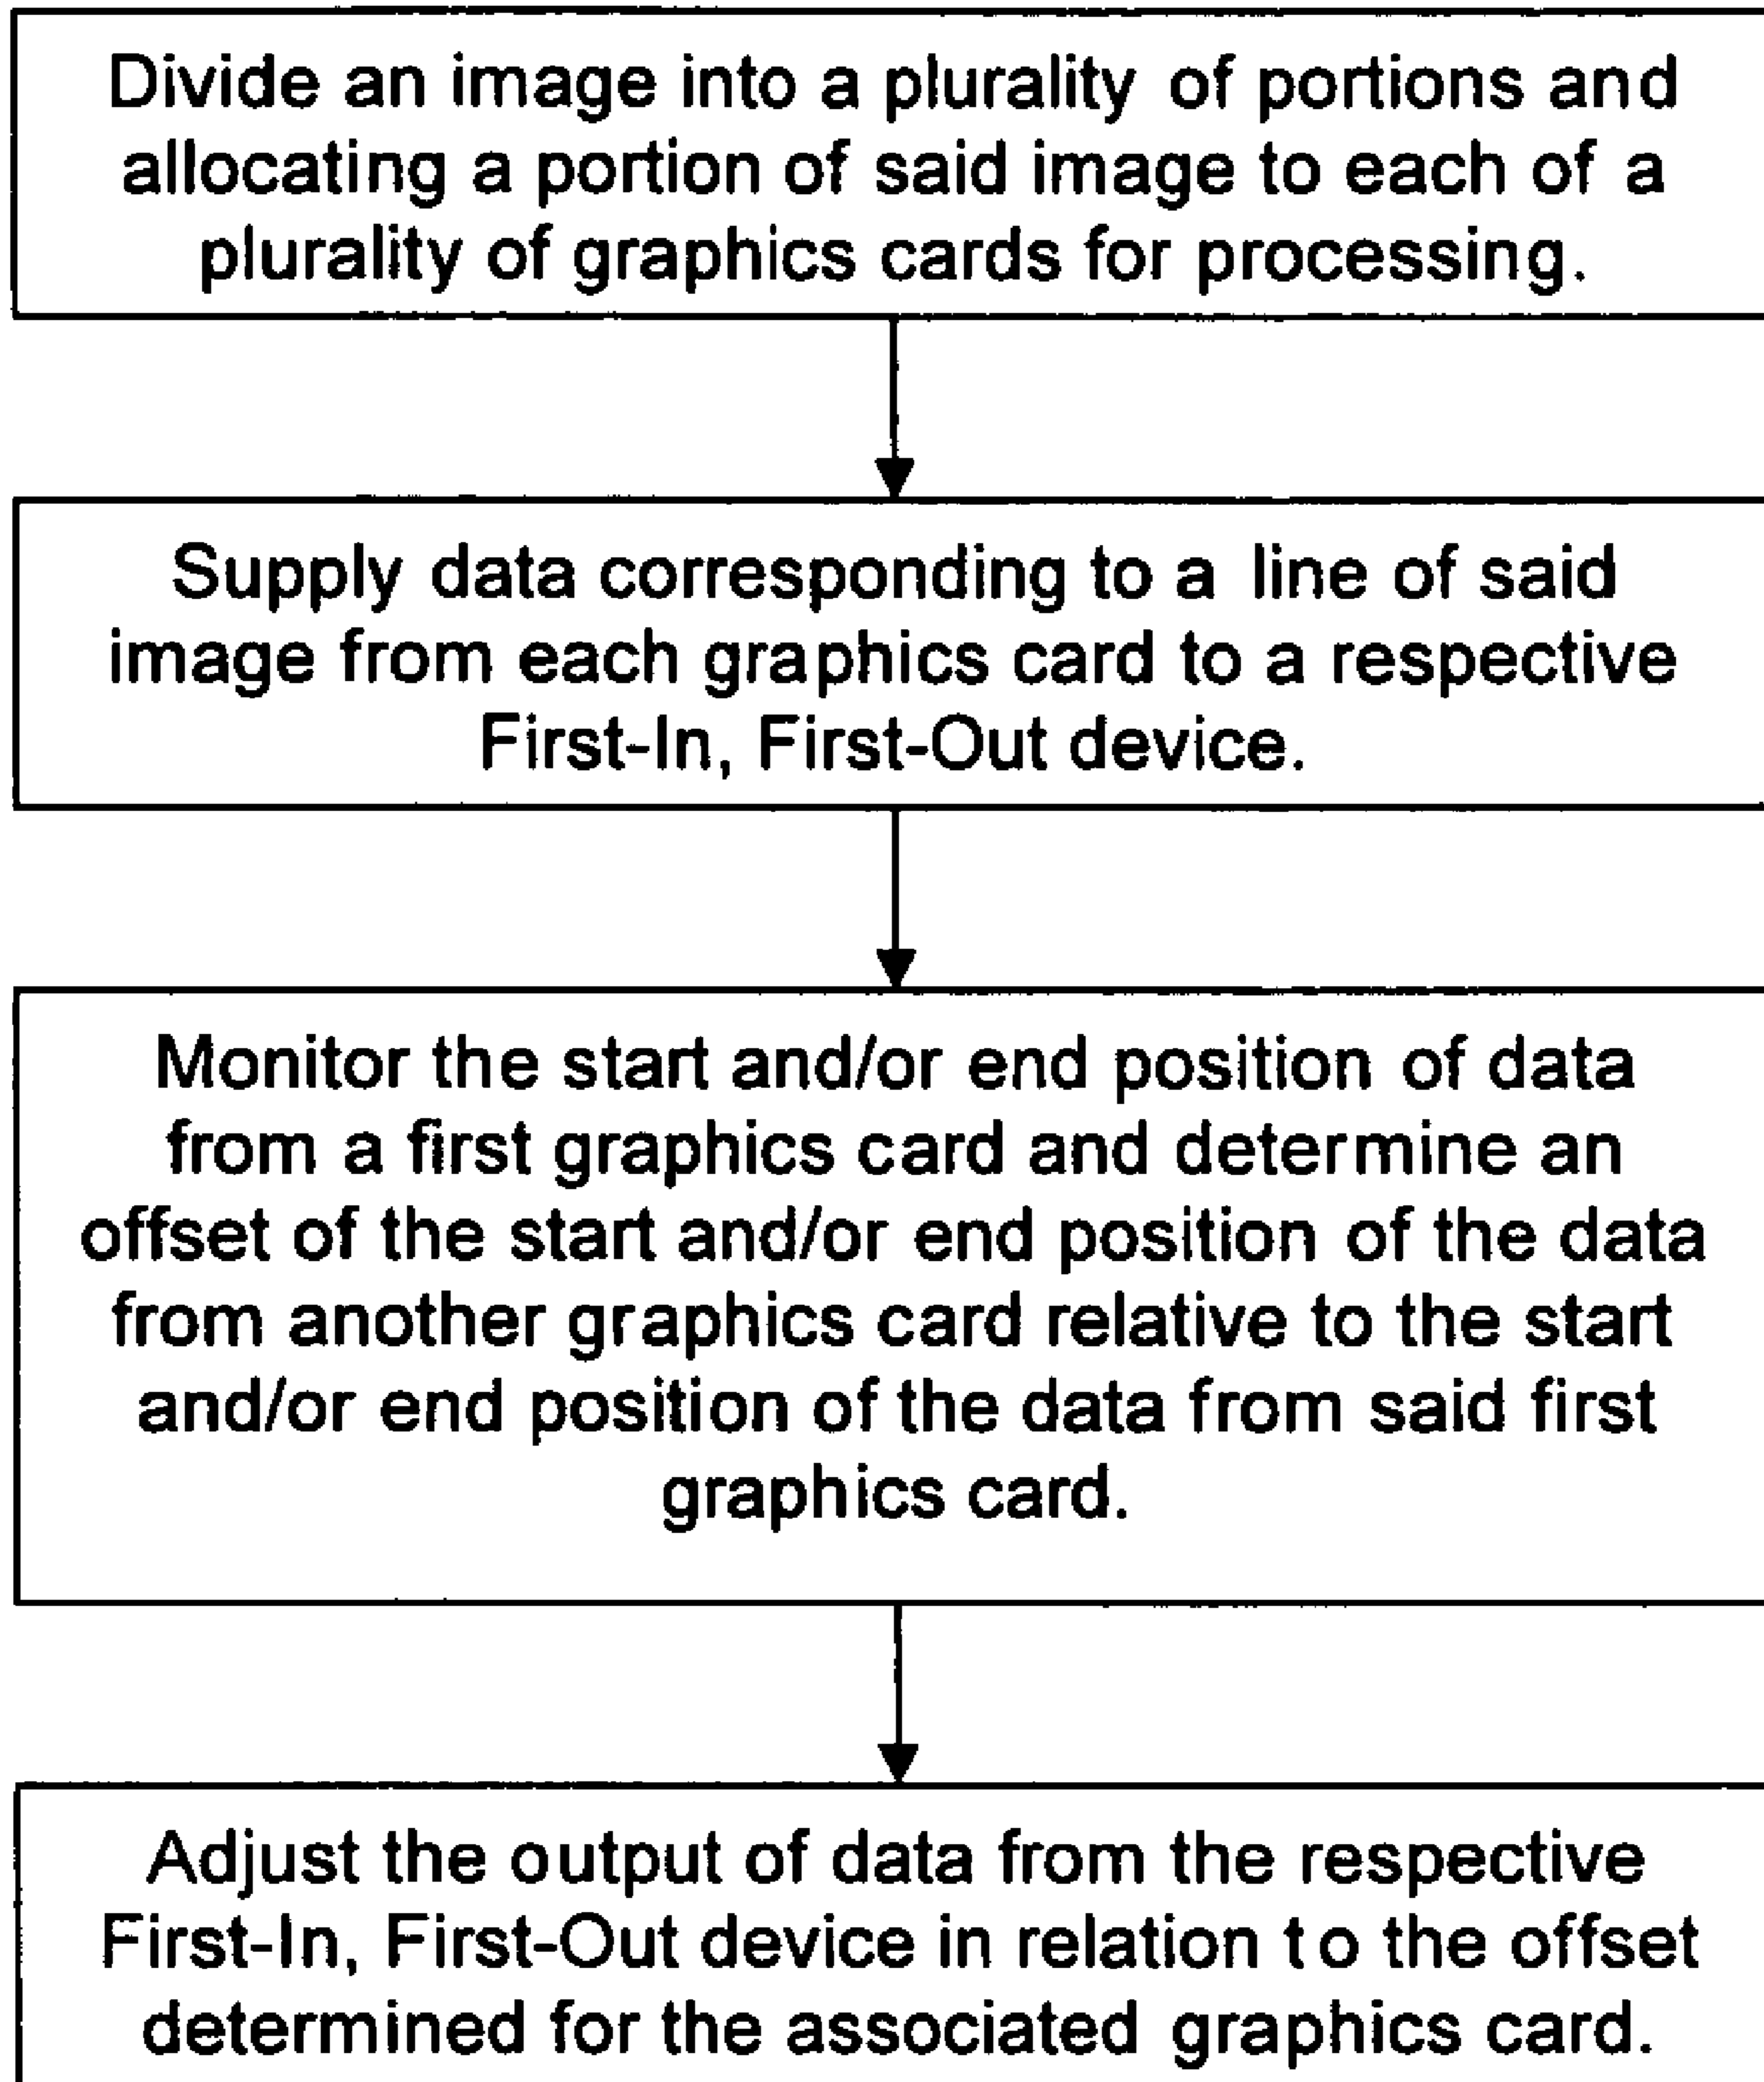 Divide an image into a plurality of portions and
allocating a portion of said image to each of a
plurality of graphics cards for processing.
Supply data corresponding to a line of said
image from each graphics card to a respective
First-In, First-Out device.
Monitor the start and/or end position of data
from a first graphics card and determine an
offset of the start and/or end position of the data
from another graphics card relative to the start
and/or end position of the data from said first
graphics card.
Adjust the output of data from the respective
First-In, First-Out device in relation to the offset
determined for the associated graphics card.